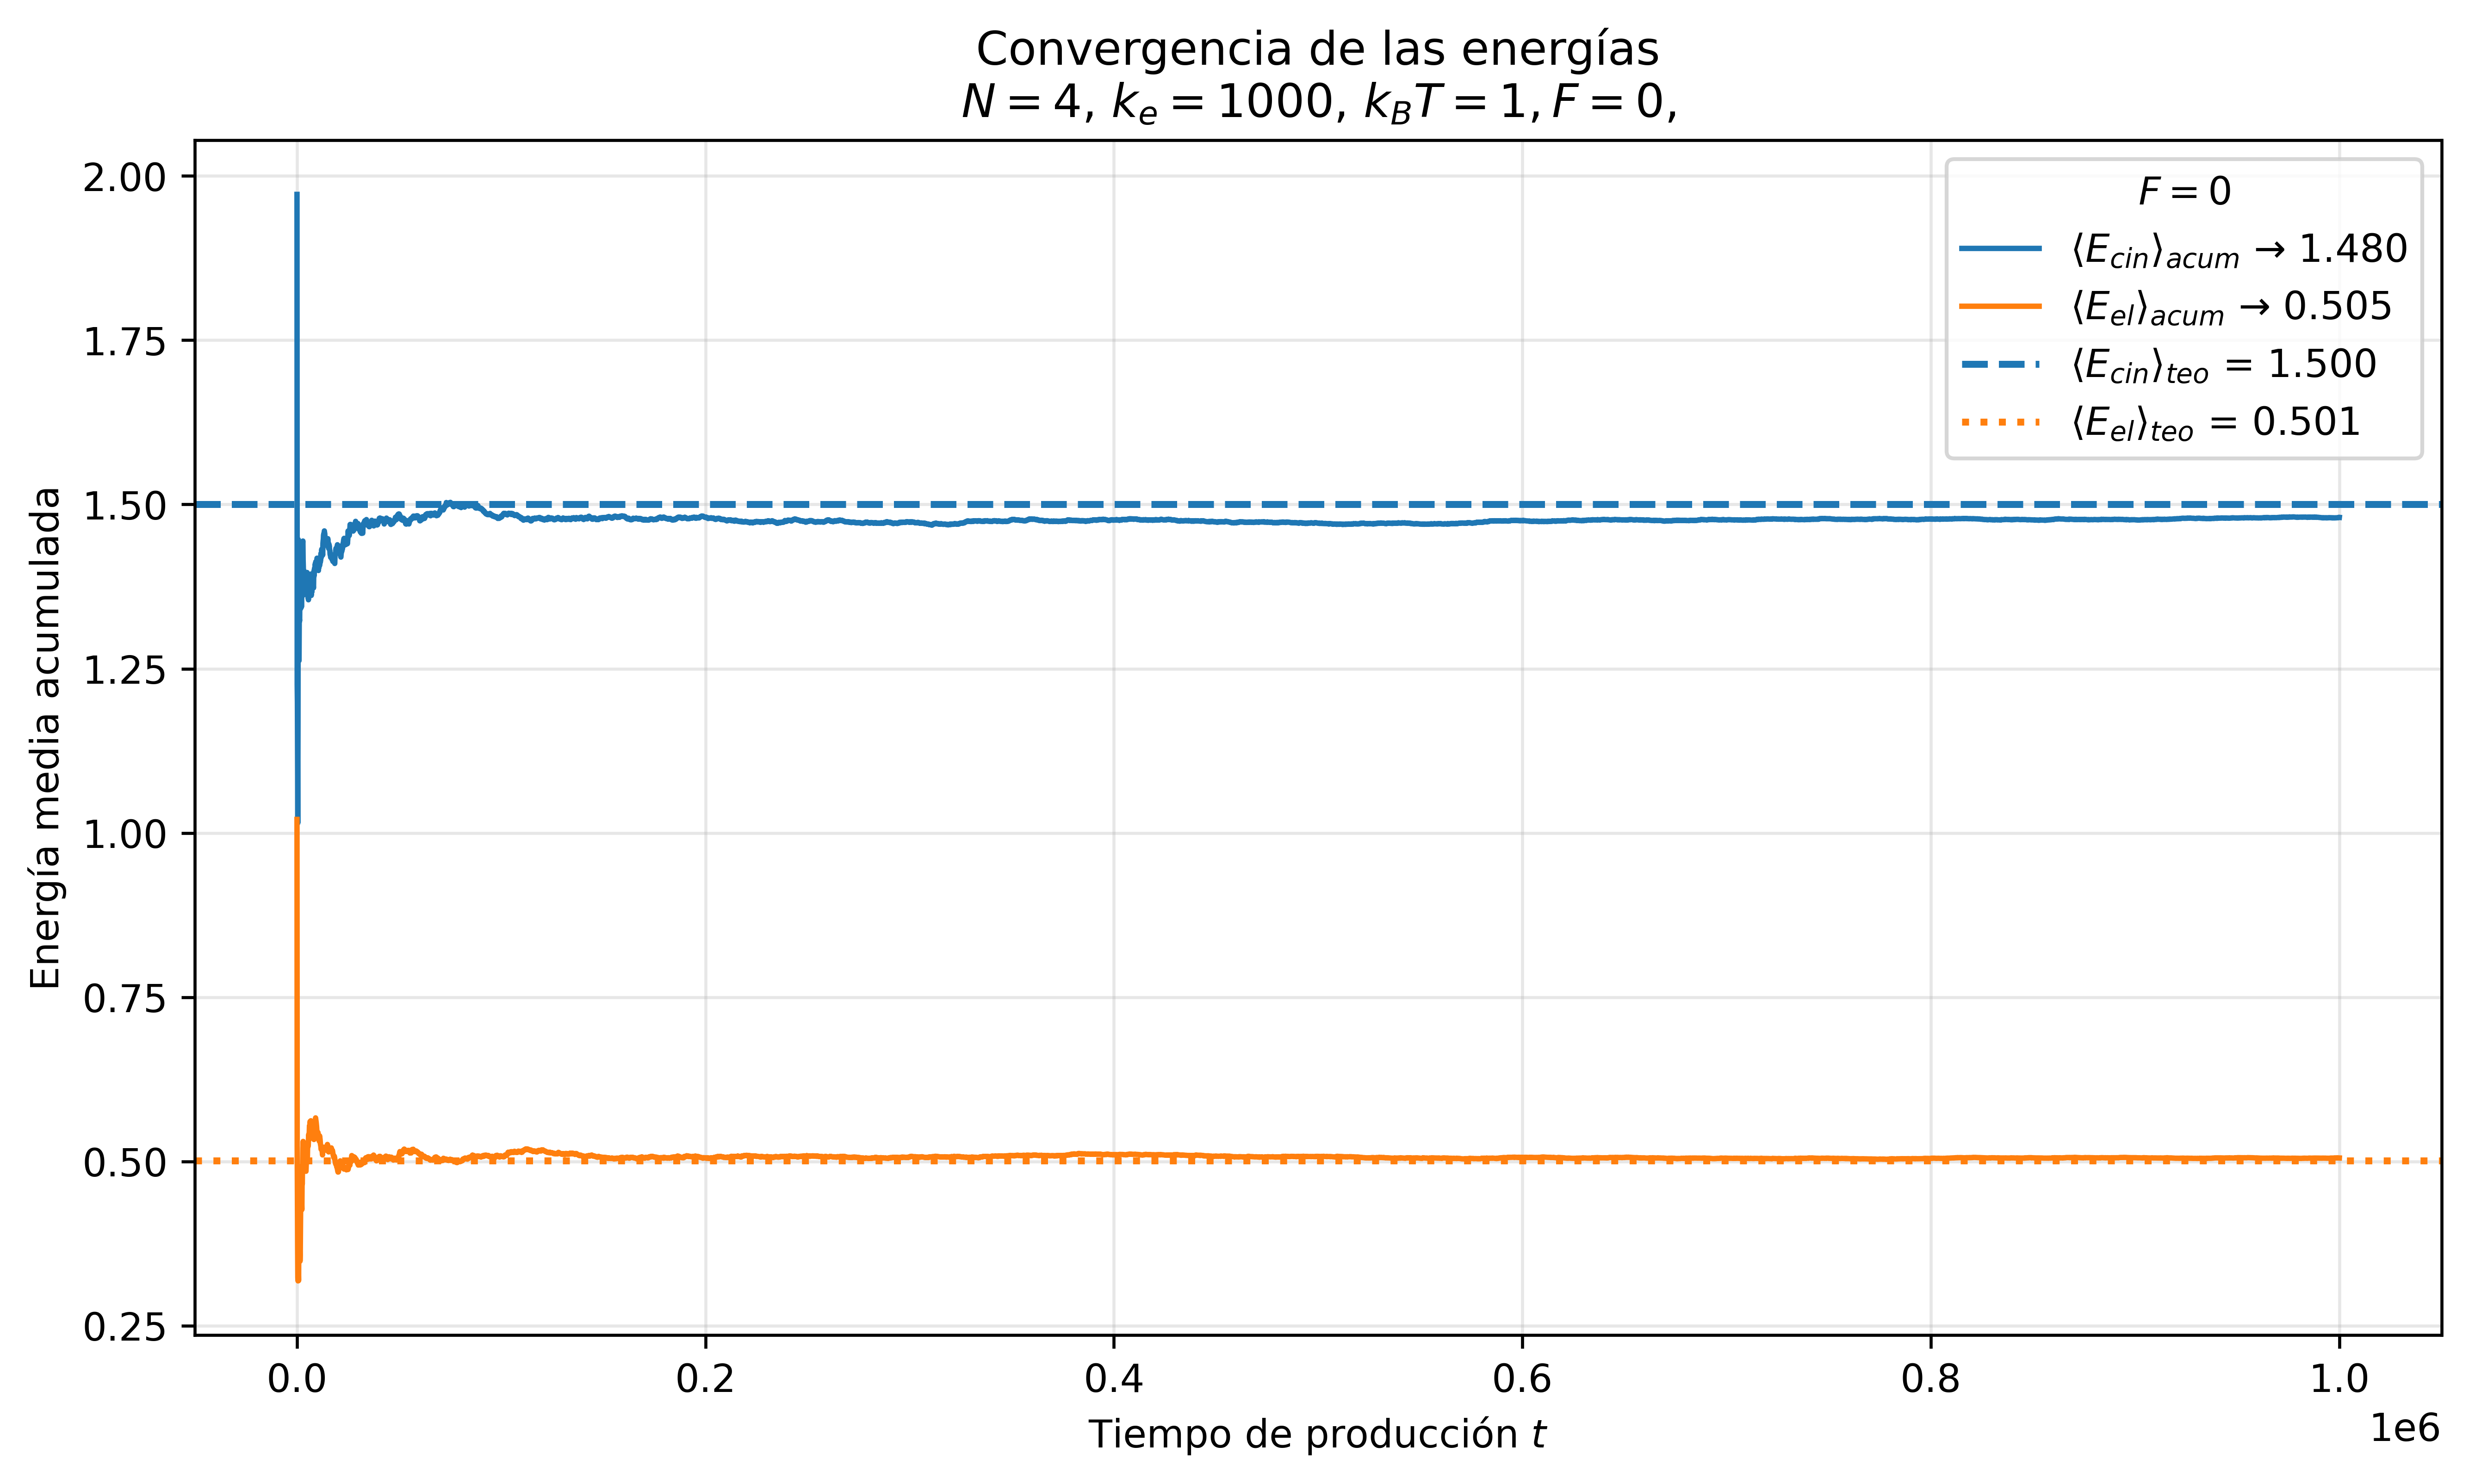 Convergencia de las energías
N = 4, k_e = 1000, k_BT = 1, F = 0,
Energía media acumulada
2.00
1.75
1.50
1.25
1.00
0.75
0.50
0.25
F = 0
⟨E_cin⟩_acum → 1.480
⟨E_el⟩_acum → 0.505
⟨E_cin⟩_teo = 1.500
⟨E_el⟩_teo = 0.501
0.0 0.2 0.4 0.6 0.8 1.0
1e6
Tiempo de producción t